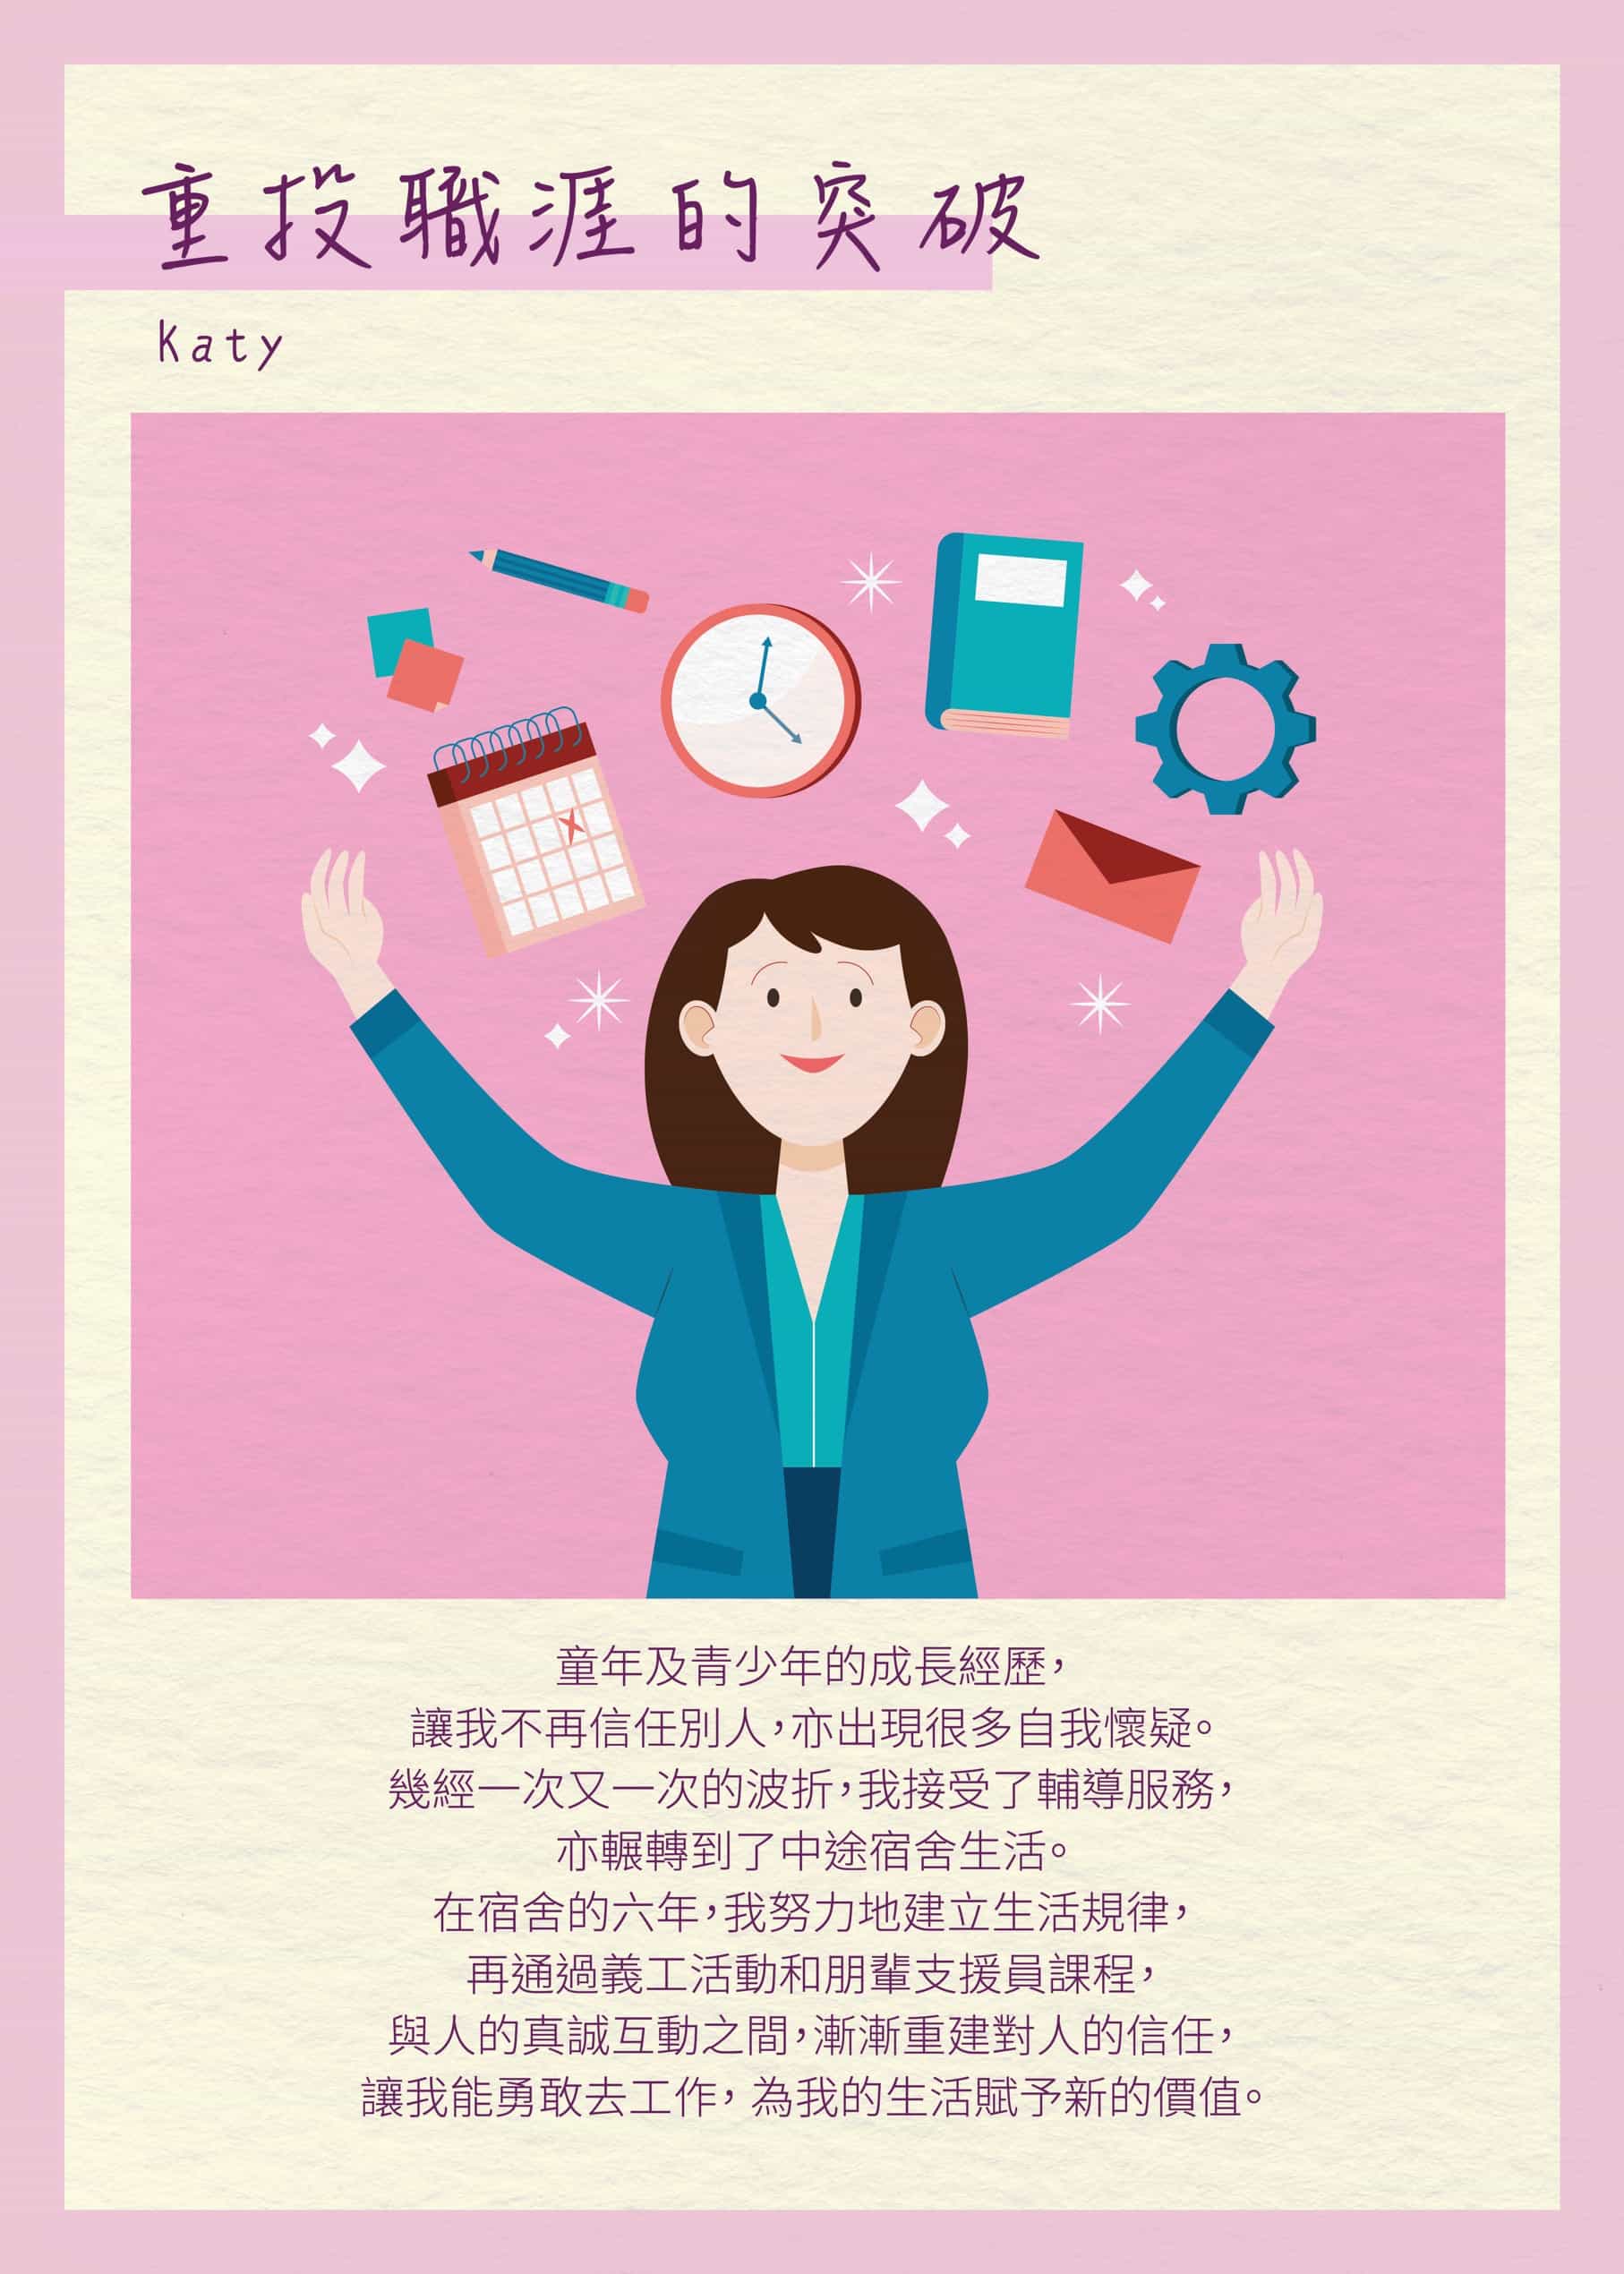 重投職涯的突破
Katy
童年及青少年的成長經歷，
讓我不再信任別人，亦出現很多自我懷疑。
幾經一次又一次的波折，我接受了輔導服務，
亦輾轉到了中途宿舍生活。
在宿舍的六年，我努力地建立生活規律，
再通過義工活動和朋輩支援員課程，
與人的真誠互動之間，漸漸重建對人的信任，
讓我能勇敢去工作，為我的生活賦予新的價值。